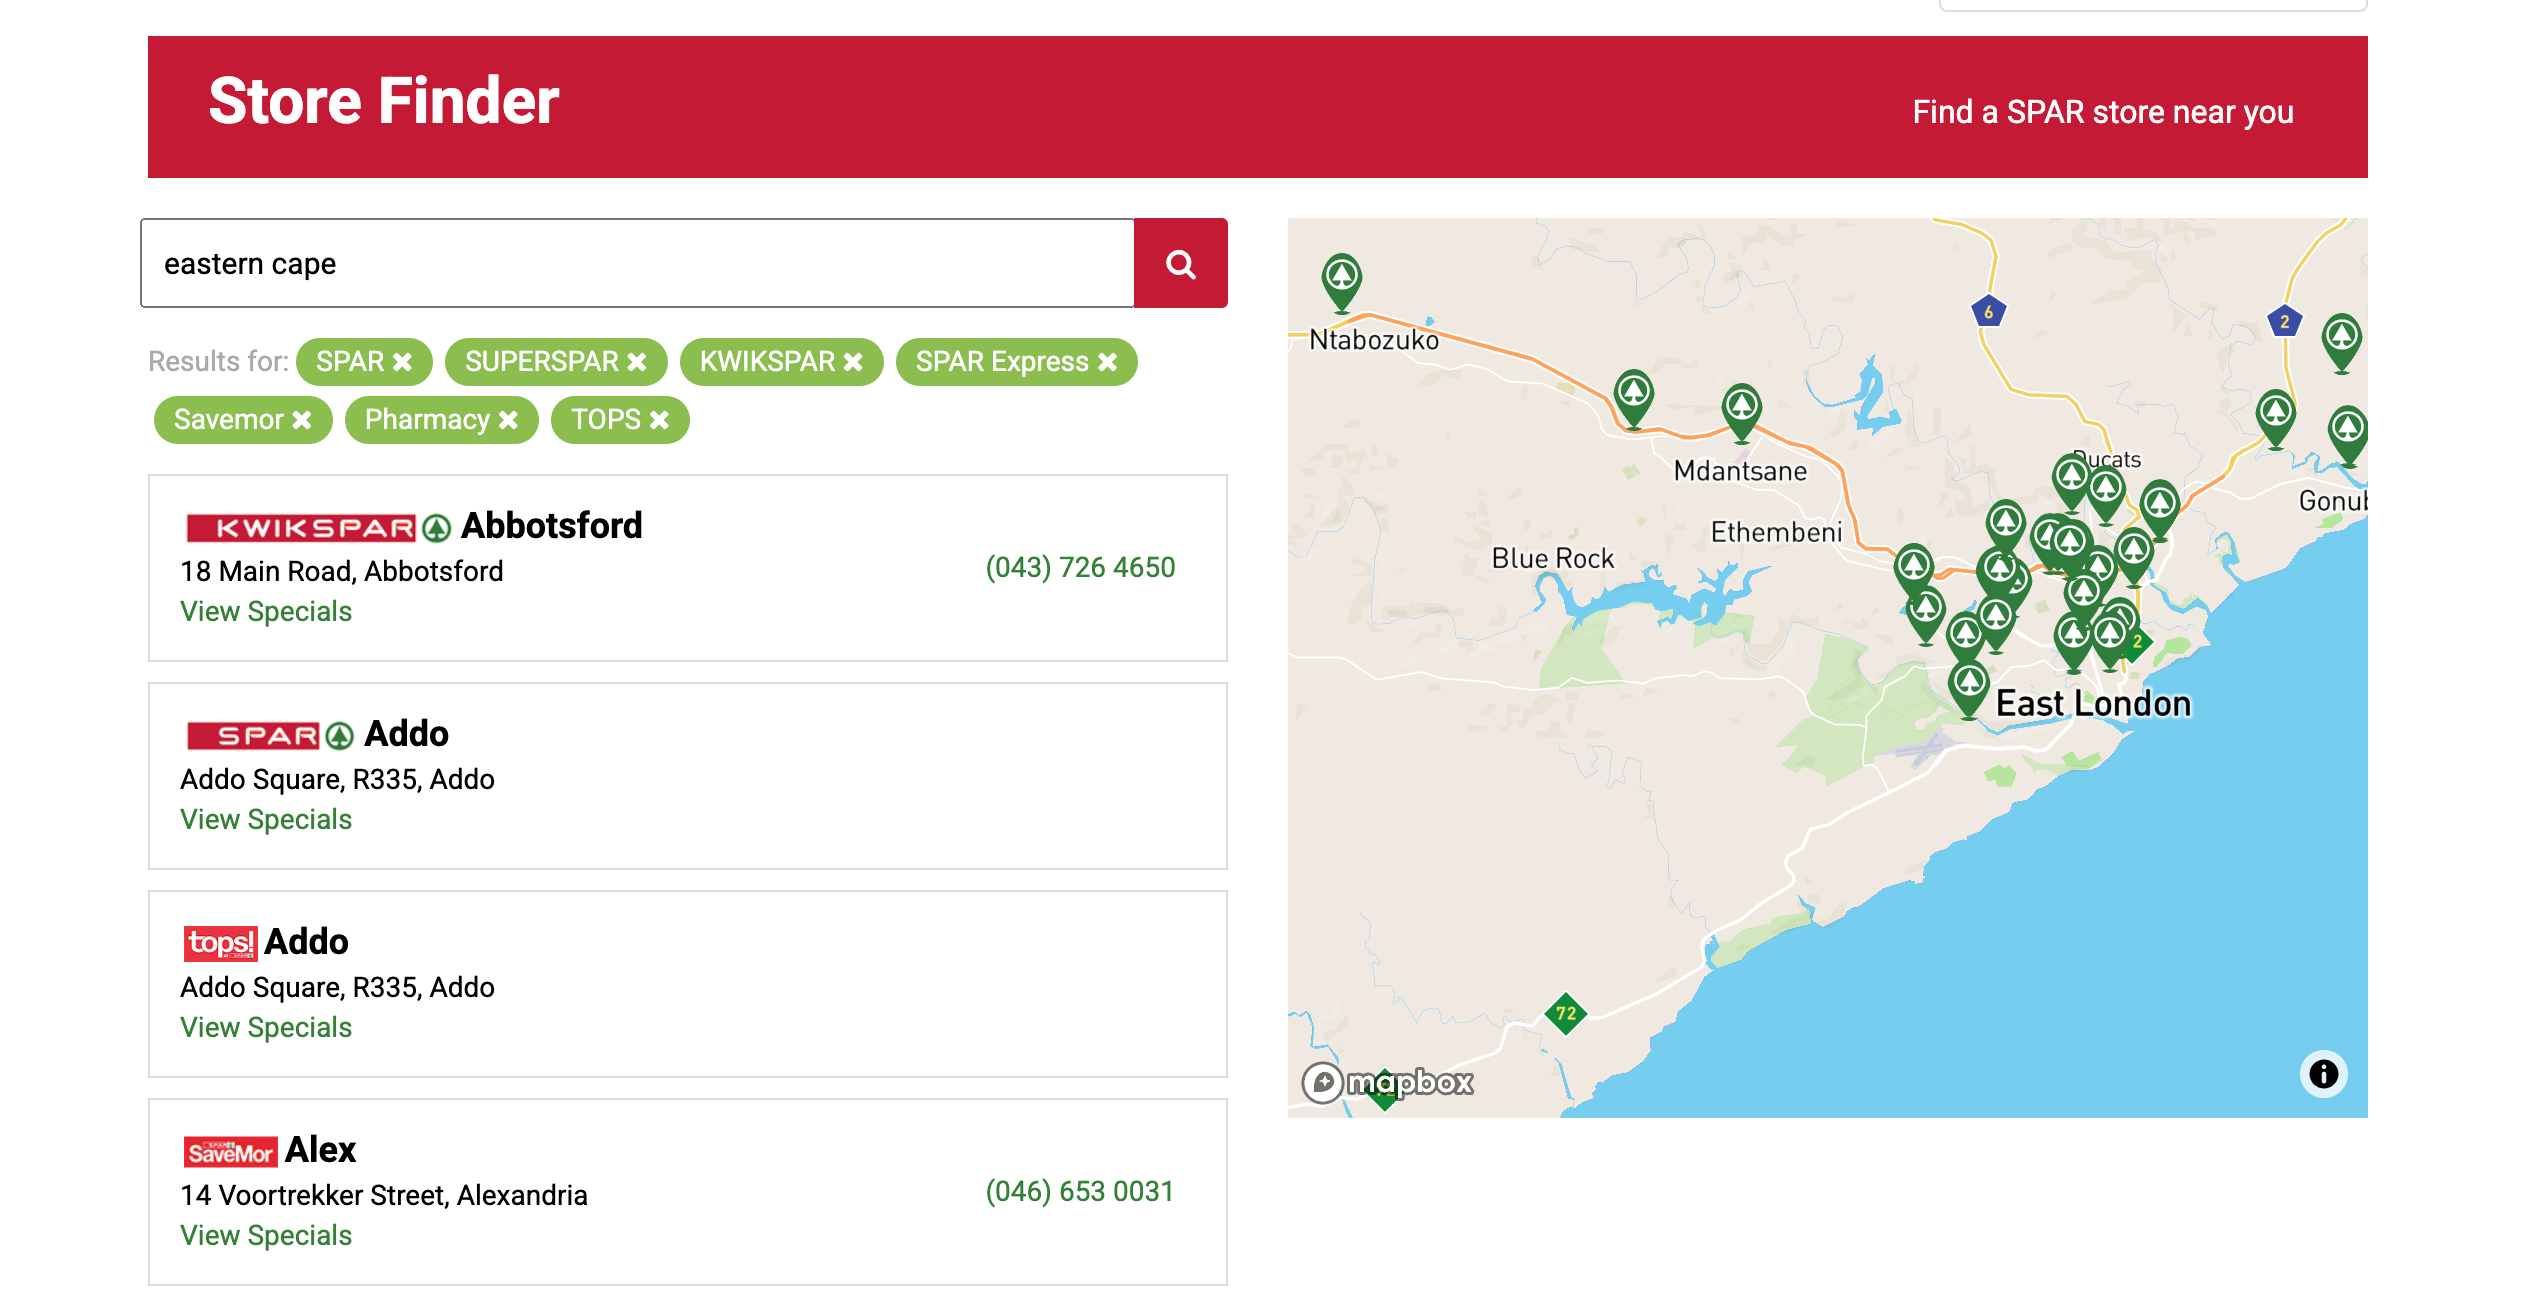 Store Finder
Find a SPAR store near you
eastern cape
Results for: SPAR ✖ SUPERSPAR ✖ KWIKSPAR ✖ SPAR Express ✖
Savemor ✖ Pharmacy ✖ TOPS ✖
KWIKSPAR Abbotsford
18 Main Road, Abbotsford
(043) 726 4650
View Specials
SPAR Addo
Addo Square, R335, Addo
View Specials
tops! Addo
Addo Square, R335, Addo
View Specials
SaveMor Alex
14 Voortrekker Street, Alexandria
(046) 653 0031
View Specials
6
2
Ntabozuko
Ducats
Mdantsane
Gonub
Ethembeni
Blue Rock
2
East London
72
mapbox